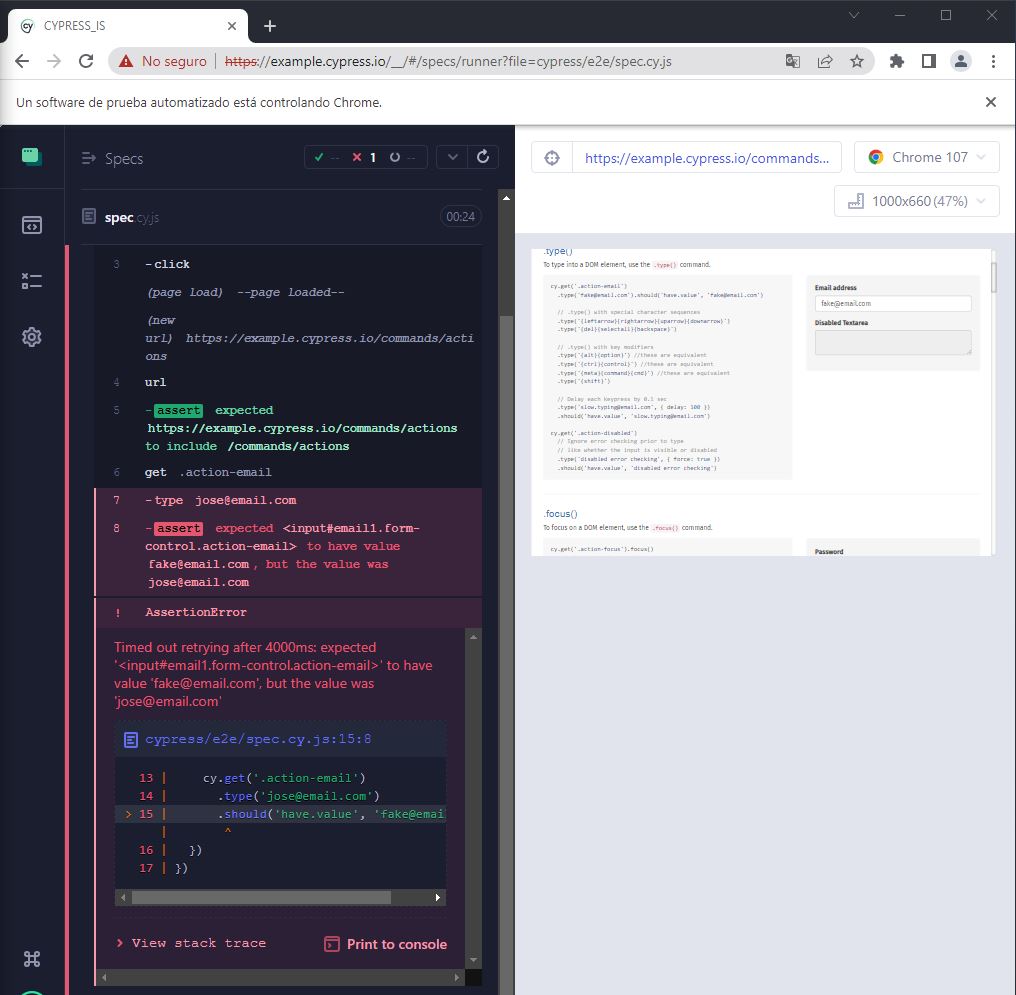 CYPRESS_IS
No seguro
https://example.cypress.io/__/#/specs/runner?file=cypress/e2e/spec.cy.js
Un software de prueba automatizado está controlando Chrome.
Specs
--
1
--
spec.cy.js
00:24
3 -click
(page load) --page loaded--
(new
url) https://example.cypress.io/commands/acti
ons
4 url
5 -assert expected
https://example.cypress.io/commands/actions
to include /commands/actions
6 get .action-email
7 -type jose@email.com
8 -assert expected <input#email1.form-
control.action-email> to have value
fake@email.com, but the value was
jose@email.com
! AssertionError
Timed out retrying after 4000ms: expected
'<input#email1.form-control.action-email>' to have
value 'fake@email.com', but the value was
'jose@email.com'
cypress/e2e/spec.cy.js:15:8
13 | cy.get('.action-email')
14 | .type('jose@email.com')
> 15 | .should('have.value', 'fake@emai
| ^
16 | })
17 | })
> View stack trace
Print to console
https://example.cypress.io/commands...
Chrome 107
1000x660 (47%)
.type()
To type into a DOM element, use the .type() command.
cy.get('.action-email')
.type('fake@email.com').should('have.value', 'fake@email.com')
// .type() with special character sequences
.type('{leftarrow}{rightarrow}{uparrow}{downarrow}')
.type('{del}{selectall}{backspace}')
// .type() with key modifiers
.type('{alt}{option}') //these are equivalent
.type('{ctrl}{control}') //these are equivalent
.type('{meta}{command}{cmd}') //these are equivalent
.type('{shift}')
// Delay each keypress by 0.1 sec
.type('slow.typing@email.com', { delay: 100 })
.should('have.value', 'slow.typing@email.com')
cy.get('.action-disabled')
// Ignore error checking prior to type
// like whether the input is visible or disabled
.type('disabled error checking', { force: true })
.should('have.value', 'disabled error checking')
Email address
fake@email.com
Disabled Textarea
.focus()
To focus on a DOM element, use the .focus() command.
cy.get('.action-focus').focus()
Password